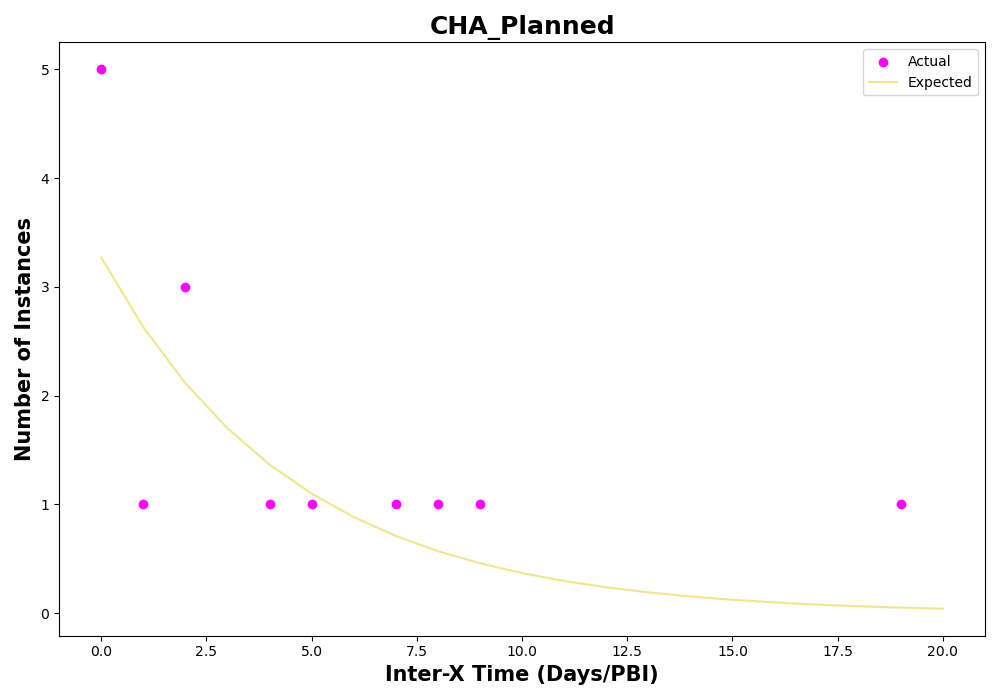 CHA_Planned
Actual
Expected
Number of Instances
5
4
3
2
1
0
0.0 2.5 5.0 7.5 10.0 12.5 15.0 17.5 20.0
Inter-X Time (Days/PBI)